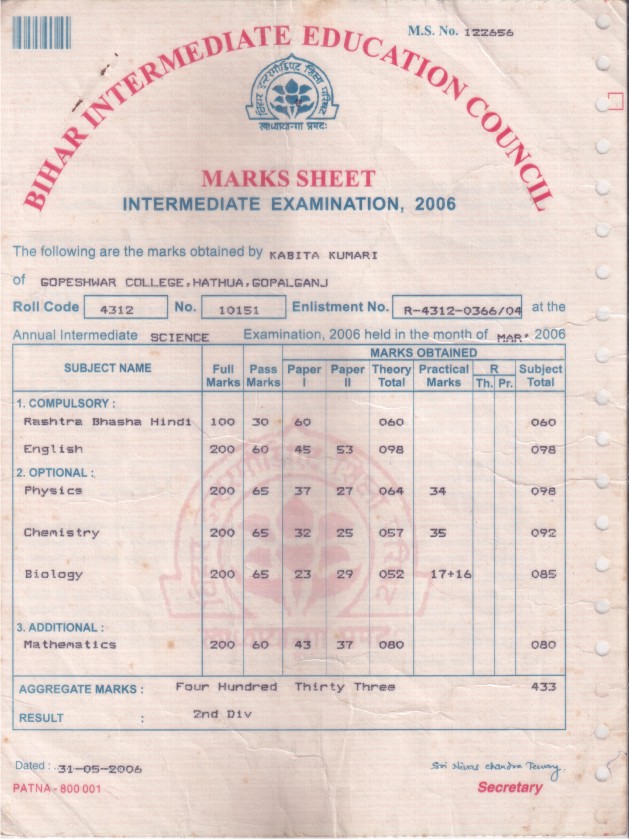 M.S. No. 122656
BIHAR INTERMEDIATE EDUCATION COUNCIL
बिहार इन्टरमीडिएट शिक्षा परिषद
MARKS SHEET
INTERMEDIATE EXAMINATION, 2006
The following are the marks obtained by KABITA KUMARI
of GOPESHWAR COLLEGE,HATHUA,GOPALGANJ
Roll Code 4312 No. 10151 Enlistment No. R-4312-0366/04 at the
Annual Intermediate SCIENCE Examination, 2006 held in the month of MAR' 2006
SUBJECT NAME Full Marks Pass Marks MARKS OBTAINED Paper I Paper II Theory Total Practical Marks R Th. Pr. Subject Total
1. COMPULSORY :
Rashtra Bhasha Hindi 100 30 60 060 060
English 200 60 45 53 098 098
2. OPTIONAL :
Physics 200 65 37 27 064 34 098
Chemistry 200 65 32 25 057 35 092
Biology 200 65 23 29 052 17+16 085
3. ADDITIONAL :
Mathematics 200 60 43 37 080 080
AGGREGATE MARKS : Four Hundred Thirty Three 433
RESULT : 2nd Div
Dated : 31-05-2006
Sri Nivas Chandra Tewary.
PATNA - 800 001
Secretary